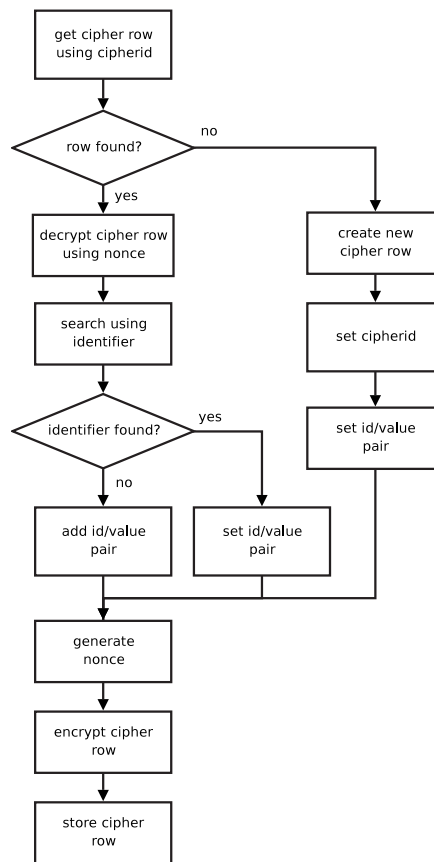 get cipher row
using cipherid
row found?
no
yes
decrypt cipher row
using nonce
create new
cipher row
search using
identifier
set cipherid
identifier found?
yes
set id/value
pair
no
add id/value
pair
set id/value
pair
generate
nonce
encrypt cipher
row
store cipher
row